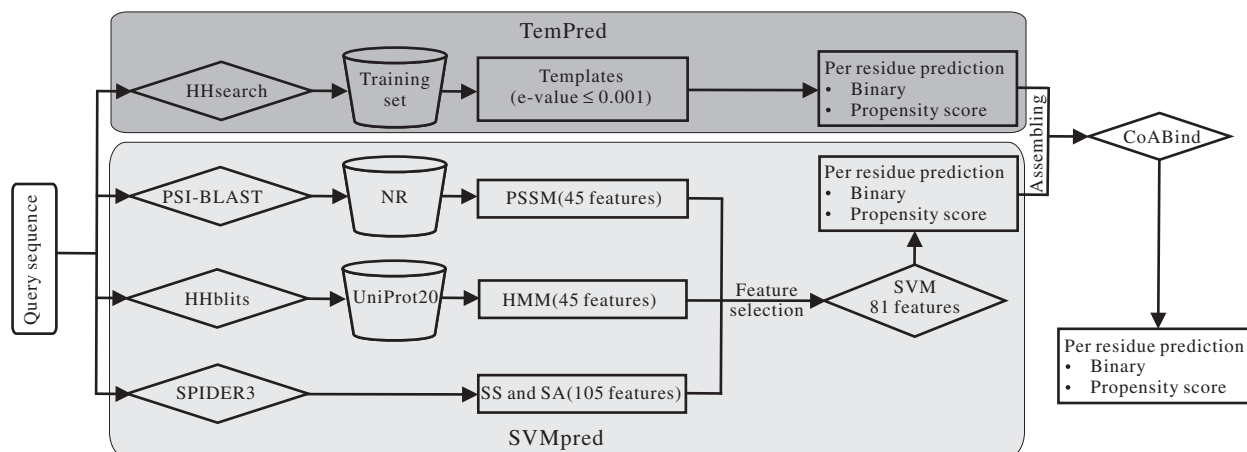 TemPred
HHsearch
Training
set
Templates
(e-value ≤ 0.001)
Per residue prediction
• Binary
• Propensity score
Query sequence
PSI-BLAST
NR
PSSM(45 features)
HHblits
UniProt20
HMM(45 features)
SPIDER3
SS and SA(105 features)
Feature
selection
SVM
81 features
Per residue prediction
• Binary
• Propensity score
SVMpred
Assembling
CoABind
Per residue prediction
• Binary
• Propensity score